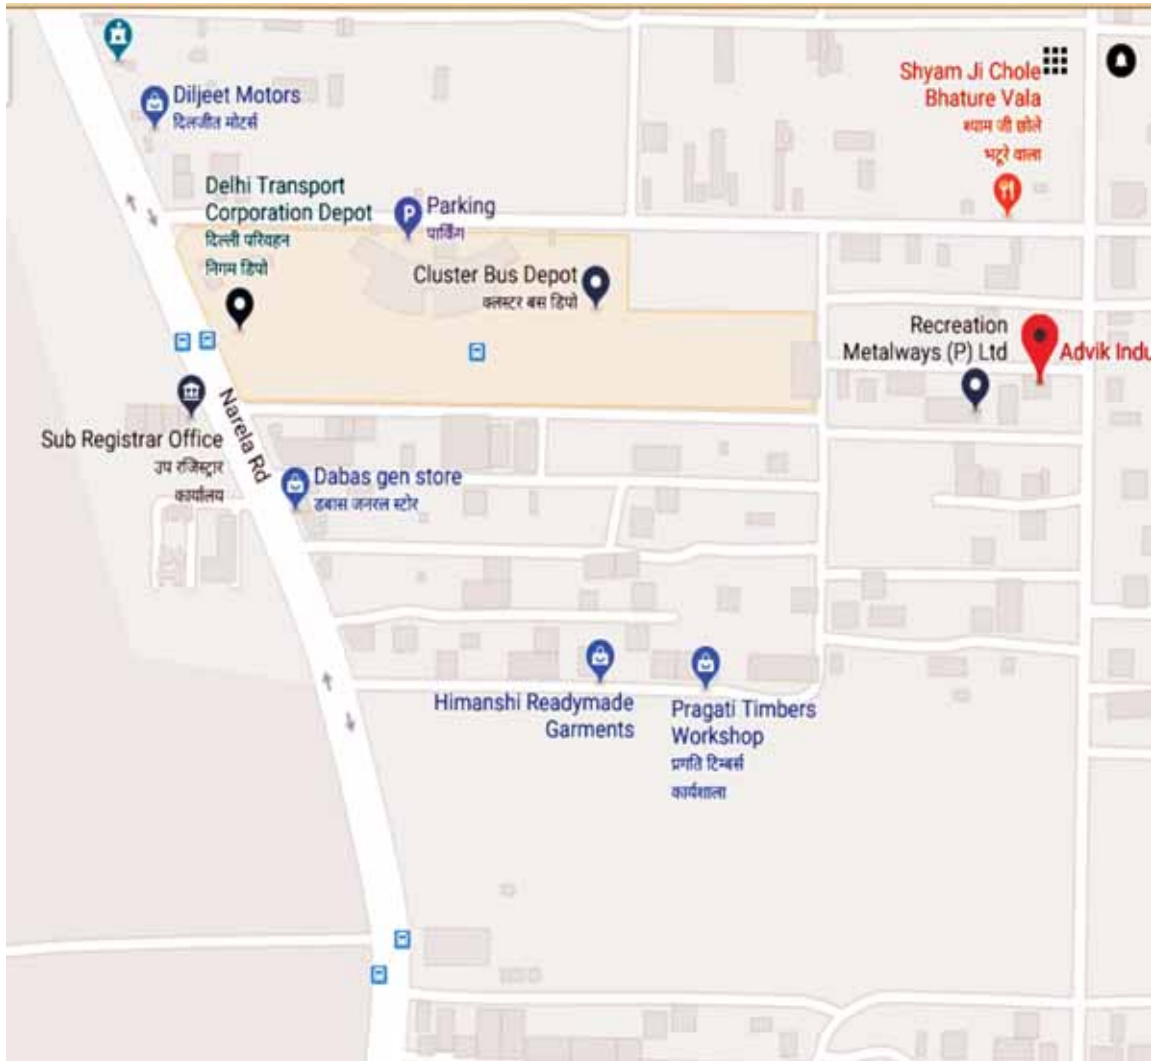 Shyam Ji Chole
Bhature Vala
श्याम जी छोले
भटूरे वाला
Diljeet Motors
दिलजीत मोटर्स
Delhi Transport
Corporation Depot
दिल्ली परिवहन
निगम डिपो
P
Parking
पार्किंग
Cluster Bus Depot
क्लस्टर बस डिपो
Recreation
Metalways (P) Ltd
Advik Indu
Narela Rd
Sub Registrar Office
उप रजिस्ट्रार
कार्यालय
Dabas gen store
डबास जनरल स्टोर
Himanshi Readymade
Garments
Pragati Timbers
Workshop
प्रगति टिम्बर्स
कार्यशाला